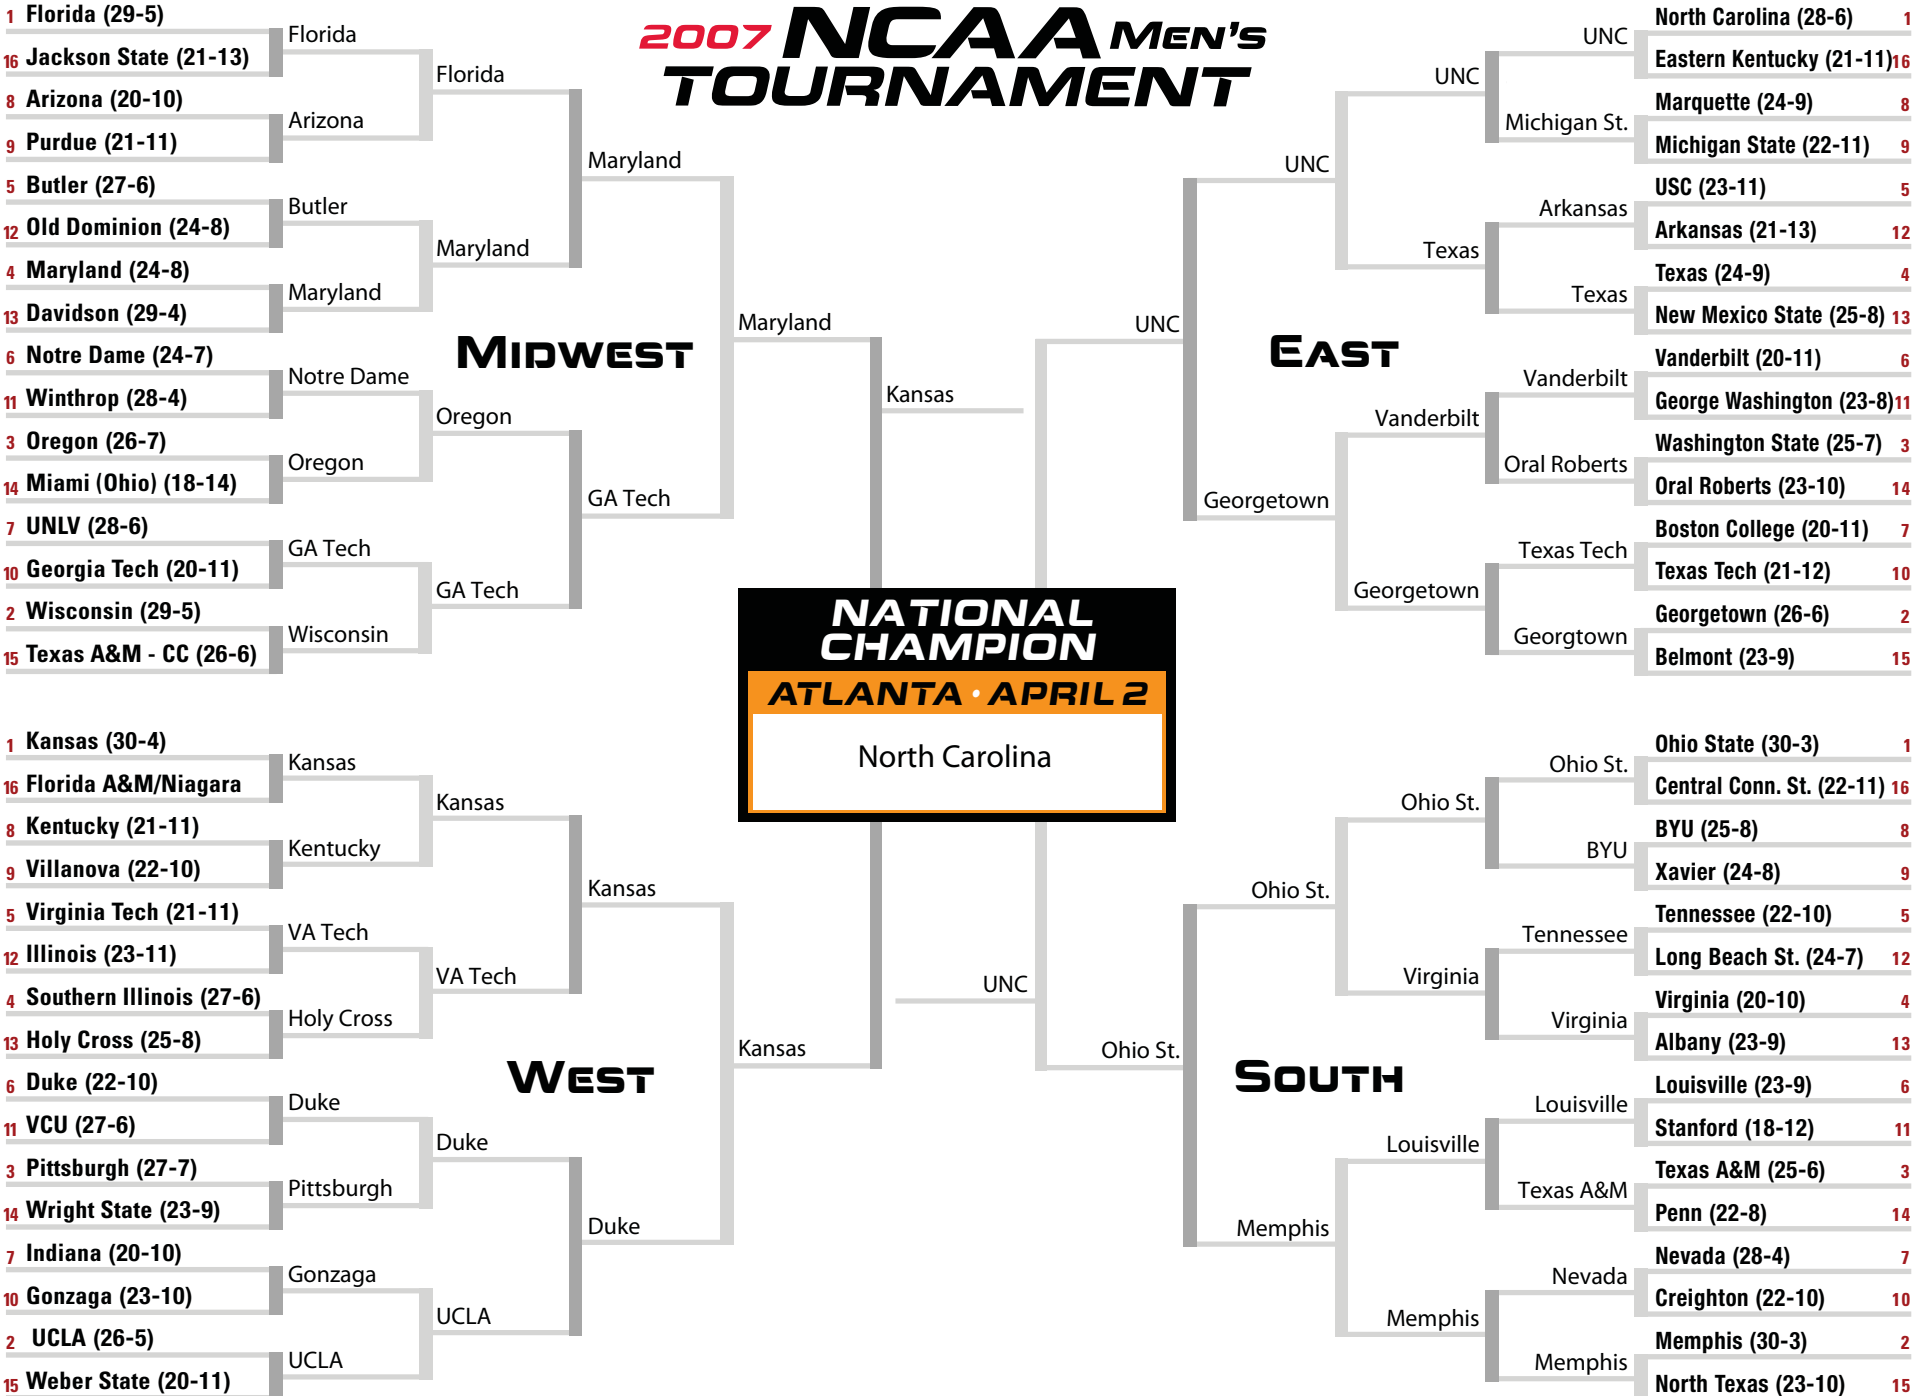 2007 NCAA MEN'S
TOURNAMENT
1 Florida (29-5)
16 Jackson State (21-13)
8 Arizona (20-10)
9 Purdue (21-11)
5 Butler (27-6)
12 Old Dominion (24-8)
4 Maryland (24-8)
13 Davidson (29-4)
6 Notre Dame (24-7)
11 Winthrop (28-4)
3 Oregon (26-7)
14 Miami (Ohio) (18-14)
7 UNLV (28-6)
10 Georgia Tech (20-11)
2 Wisconsin (29-5)
15 Texas A&M - CC (26-6)
Florida
Arizona
Butler
Maryland
Notre Dame
Oregon
GA Tech
Wisconsin
Florida
Maryland
Oregon
GA Tech
Maryland
GA Tech
Maryland
MIDWEST
1 Kansas (30-4)
16 Florida A&M/Niagara
8 Kentucky (21-11)
9 Villanova (22-10)
5 Virginia Tech (21-11)
12 Illinois (23-11)
4 Southern Illinois (27-6)
13 Holy Cross (25-8)
6 Duke (22-10)
11 VCU (27-6)
3 Pittsburgh (27-7)
14 Wright State (23-9)
7 Indiana (20-10)
10 Gonzaga (23-10)
2 UCLA (26-5)
15 Weber State (20-11)
Kansas
Kentucky
VA Tech
Holy Cross
Duke
Pittsburgh
Gonzaga
UCLA
Kansas
VA Tech
Duke
UCLA
Kansas
Duke
Kansas
WEST
Kansas
NATIONAL
CHAMPION
ATLANTA · APRIL 2
North Carolina
UNC
EAST
UNC
UNC
Georgetown
UNC
Texas
Vanderbilt
Georgetown
UNC
Michigan St.
Arkansas
Texas
Vanderbilt
Oral Roberts
Texas Tech
Georgtown
North Carolina (28-6) 1
Eastern Kentucky (21-11) 16
Marquette (24-9) 8
Michigan State (22-11) 9
USC (23-11) 5
Arkansas (21-13) 12
Texas (24-9) 4
New Mexico State (25-8) 13
Vanderbilt (20-11) 6
George Washington (23-8) 11
Washington State (25-7) 3
Oral Roberts (23-10) 14
Boston College (20-11) 7
Texas Tech (21-12) 10
Georgetown (26-6) 2
Belmont (23-9) 15
SOUTH
Ohio St.
Ohio St.
Memphis
Ohio St.
Virginia
Louisville
Memphis
Ohio St.
BYU
Tennessee
Virginia
Louisville
Texas A&M
Nevada
Memphis
Ohio State (30-3) 1
Central Conn. St. (22-11) 16
BYU (25-8) 8
Xavier (24-8) 9
Tennessee (22-10) 5
Long Beach St. (24-7) 12
Virginia (20-10) 4
Albany (23-9) 13
Louisville (23-9) 6
Stanford (18-12) 11
Texas A&M (25-6) 3
Penn (22-8) 14
Nevada (28-4) 7
Creighton (22-10) 10
Memphis (30-3) 2
North Texas (23-10) 15